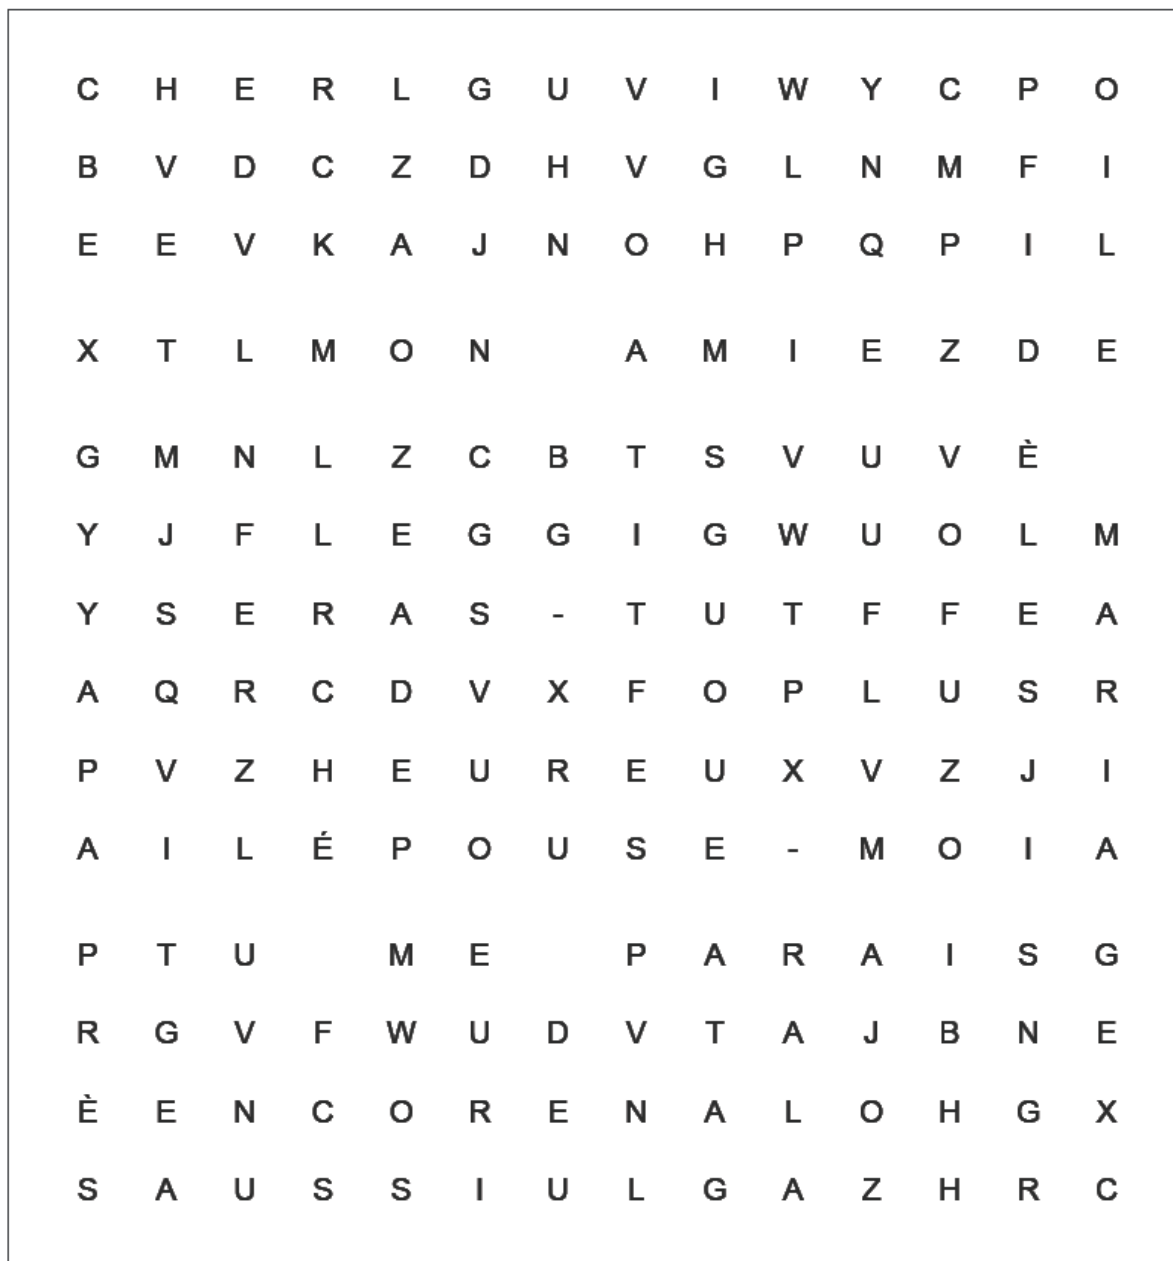 C H E R L G U V I W Y C P O
B V D C Z D H V G L N M F I
E E V K A J N O H P Q P I L
X T L M O N A M I E Z D E
G M N L Z C B T S V U V È
Y J F L E G G I G W U O L M
Y S E R A S - T U T F F E A
A Q R C D V X F O P L U S R
P V Z H E U R E U X V Z J I
A I L É P O U S E - M O I A
P T U M E P A R A I S G
R G V F W U D V T A J B N E
È E N C O R E N A L O H G X
S A U S S I U L G A Z H R C